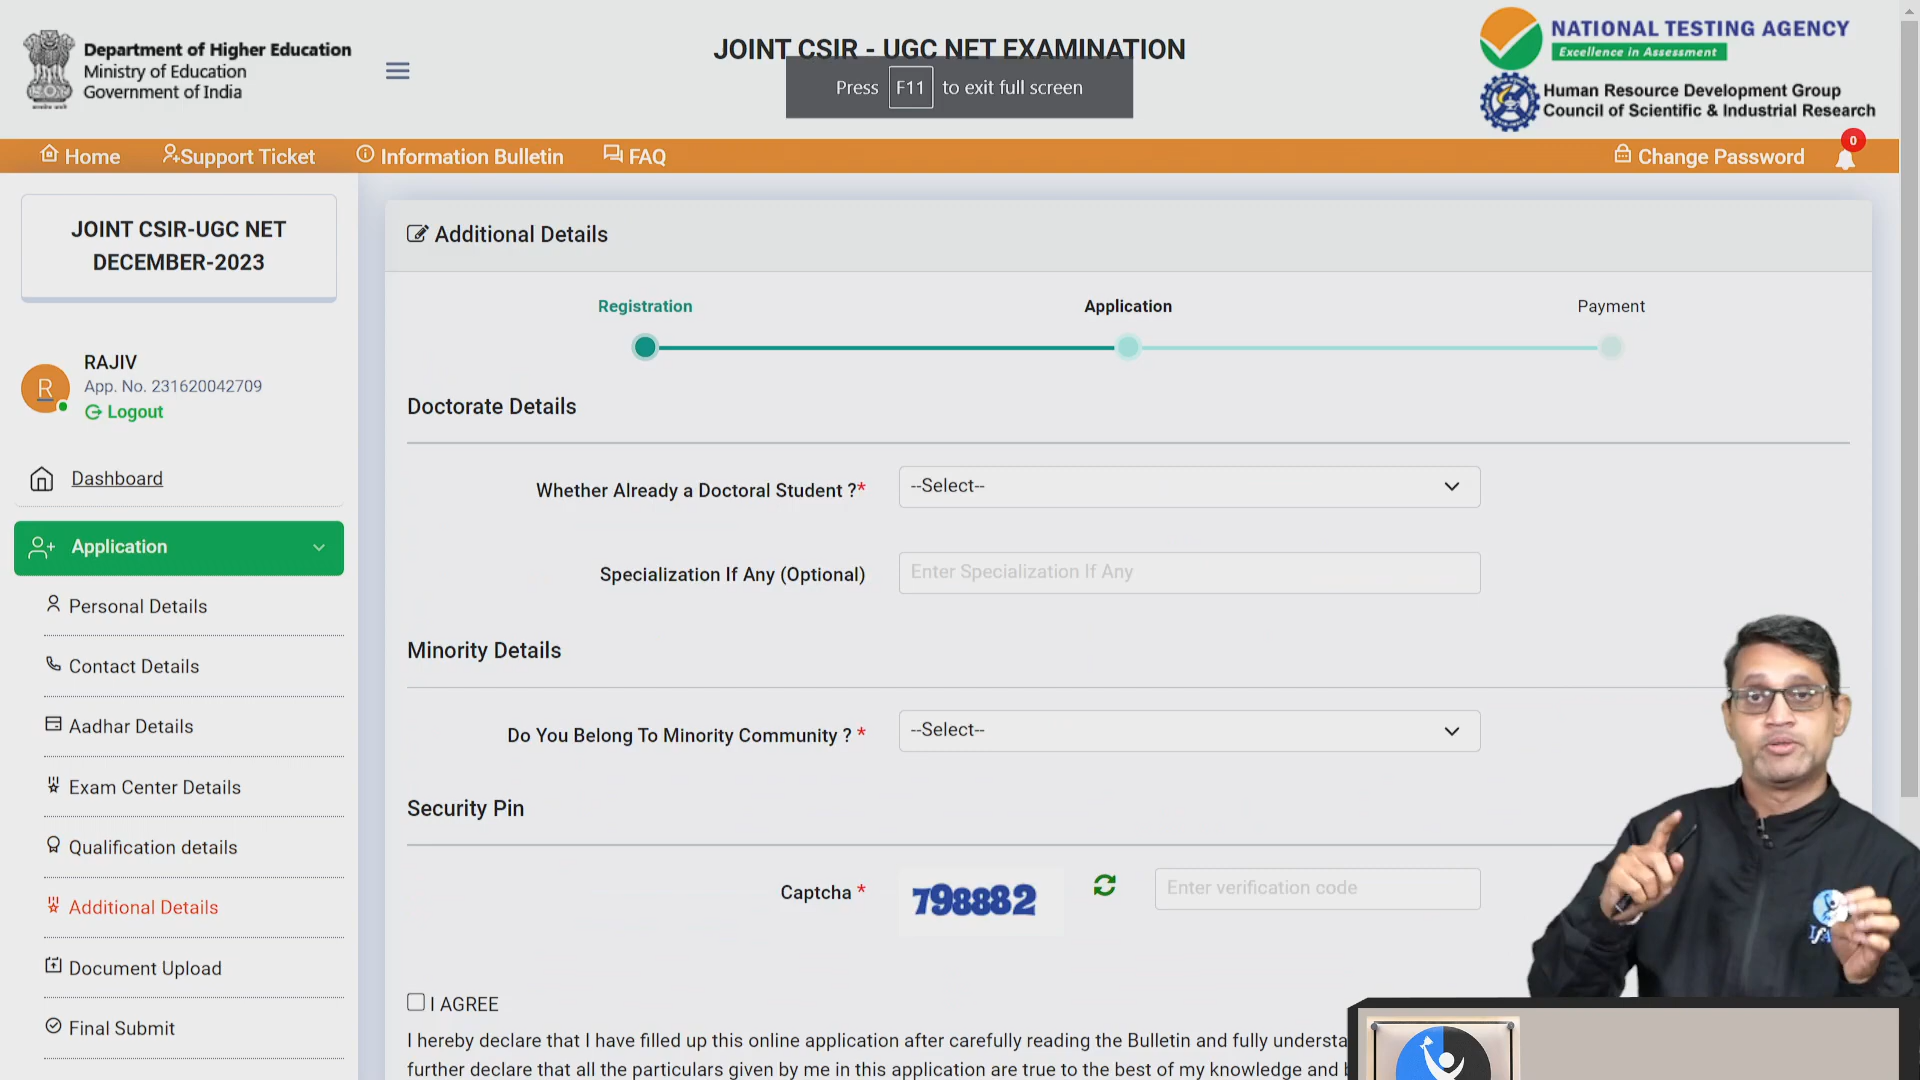 Department of Higher Education
Ministry of Education
Government of India
JOINT CSIR - UGC NET EXAMINATION
Press F11 to exit full screen
NATIONAL TESTING AGENCY
Excellence in Assessment
Human Resource Development Group
Council of Scientific & Industrial Research
Home
Support Ticket
Information Bulletin
FAQ
Change Password
0
JOINT CSIR-UGC NET
DECEMBER-2023
R
RAJIV
App. No. 231620042709
Logout
Dashboard
Application
Personal Details
Contact Details
Aadhar Details
Exam Center Details
Qualification details
Additional Details
Document Upload
Final Submit
Additional Details
Registration
Application
Payment
Doctorate Details
Whether Already a Doctoral Student ?*
--Select--
Specialization If Any (Optional)
Enter Specialization If Any
Minority Details
Do You Belong To Minority Community ? *
--Select--
Security Pin
Captcha *
798882
Enter verification code
I AGREE
I hereby declare that I have filled up this online application after carefully reading the Bulletin and fully understa
further declare that all the particulars given by me in this application are true to the best of my knowledge and